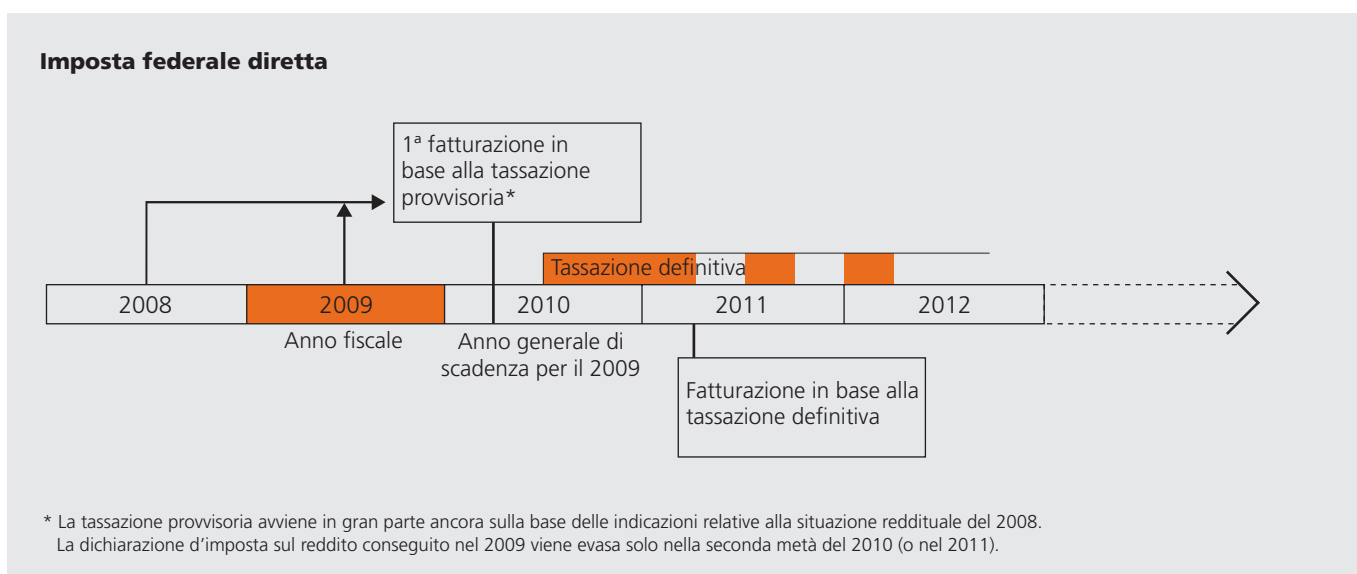 Imposta federale diretta
1ª fatturazione in
base alla tassazione
provvisoria*
Tassazione definitiva
2008
2009
2010
2011
2012
Anno fiscale
Anno generale di
scadenza per il 2009
Fatturazione in base alla
tassazione definitiva
* La tassazione provvisoria avviene in gran parte ancora sulla base delle indicazioni relative alla situazione reddituale del 2008.
La dichiarazione d’imposta sul reddito conseguito nel 2009 viene evasa solo nella seconda metà del 2010 (o nel 2011).